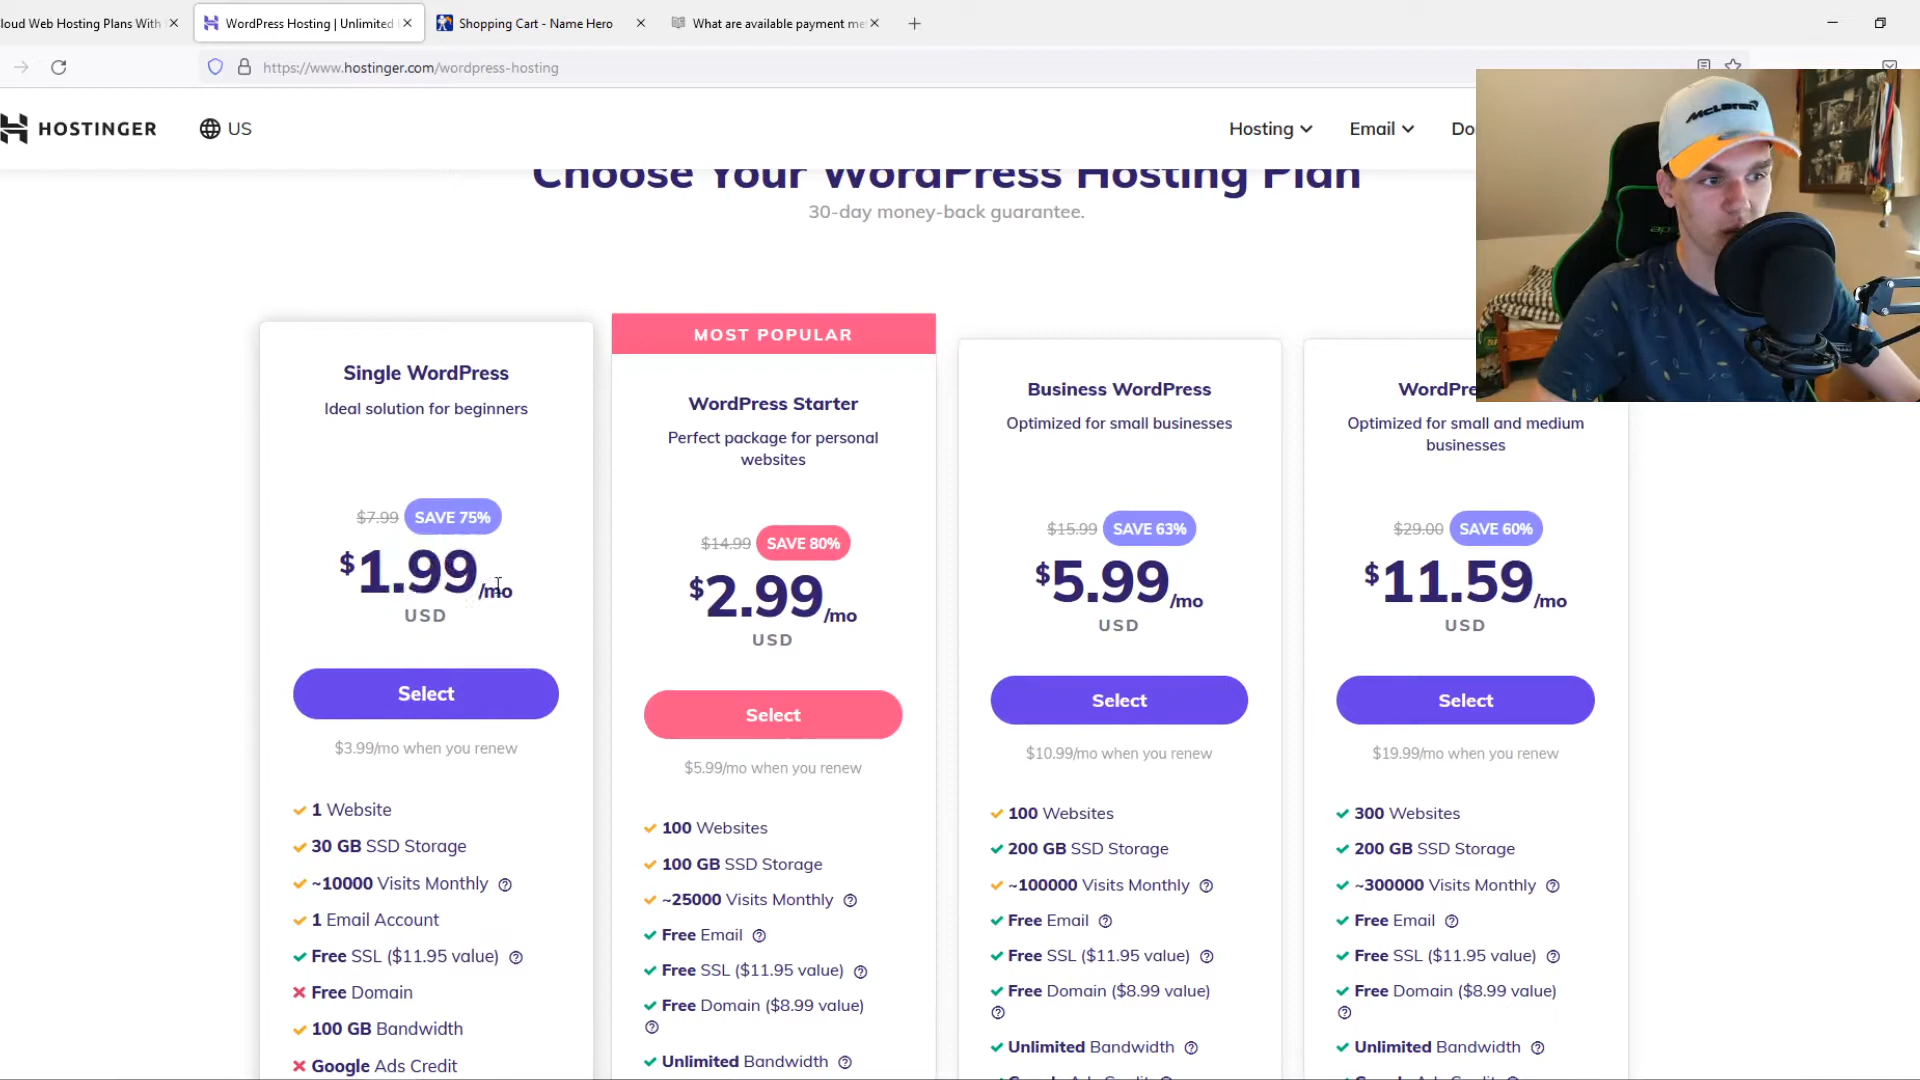 loud Web Hosting Plans With
WordPress Hosting | Unlimited
Shopping Cart - Name Hero
What are available payment me
https://www.hostinger.com/wordpress-hosting
HOSTINGER
US
Hosting
Email
Do
McLaren
Choose Your WordPress Hosting Plan
30-day money-back guarantee.
Single WordPress
Ideal solution for beginners
$7.99 SAVE 75%
$1.99/mo
USD
Select
$3.99/mo when you renew
1 Website
30 GB SSD Storage
~10000 Visits Monthly
1 Email Account
Free SSL ($11.95 value)
Free Domain
100 GB Bandwidth
Google Ads Credit
MOST POPULAR
WordPress Starter
Perfect package for personal
websites
$14.99 SAVE 80%
$2.99/mo
USD
Select
$5.99/mo when you renew
100 Websites
100 GB SSD Storage
~25000 Visits Monthly
Free Email
Free SSL ($11.95 value)
Free Domain ($8.99 value)
Unlimited Bandwidth
Business WordPress
Optimized for small businesses
$15.99 SAVE 63%
$5.99/mo
USD
Select
$10.99/mo when you renew
100 Websites
200 GB SSD Storage
~100000 Visits Monthly
Free Email
Free SSL ($11.95 value)
Free Domain ($8.99 value)
Unlimited Bandwidth
WordPre
Optimized for small and medium
businesses
$29.00 SAVE 60%
$11.59/mo
USD
Select
$19.99/mo when you renew
300 Websites
200 GB SSD Storage
~300000 Visits Monthly
Free Email
Free SSL ($11.95 value)
Free Domain ($8.99 value)
Unlimited Bandwidth